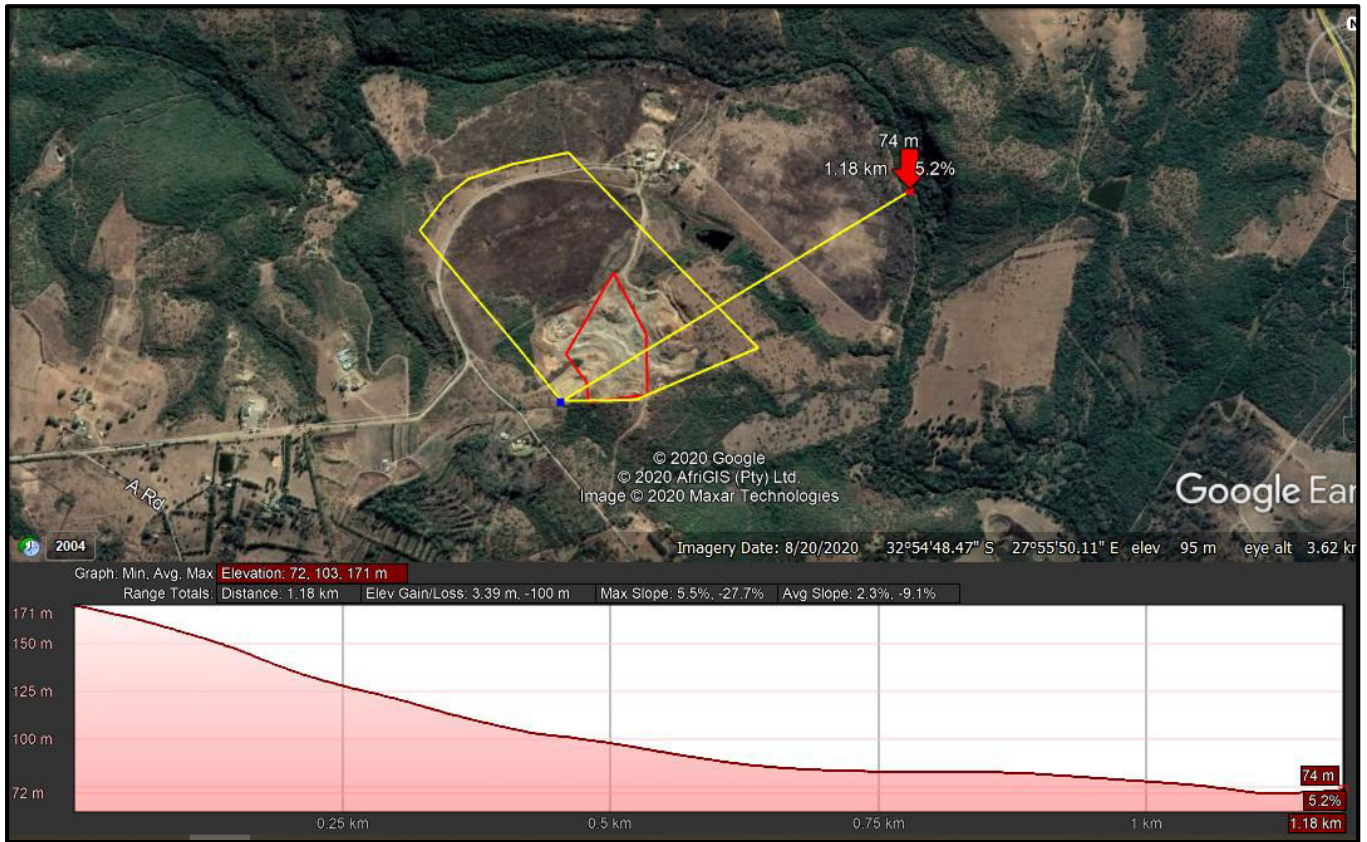 N
74 m
1.18 km 5.2%
A Rd
© 2020 Google
© 2020 AfriGIS (Pty) Ltd.
Image © 2020 Maxar Technologies
Google Ear
2004
Imagery Date: 8/20/2020 32°54'48.47" S 27°55'50.11" E elev 95 m eye alt 3.62 kr
Graph: Min, Avg, Max Elevation: 72, 103, 171 m
Range Totals: Distance: 1.18 km Elev Gain/Loss: 3.39 m, -100 m Max Slope: 5.5%, -27.7% Avg Slope: 2.3%, -9.1%
171 m
150 m
125 m
100 m
72 m
74 m
5.2%
0.25 km 0.5 km 0.75 km 1 km 1.18 km